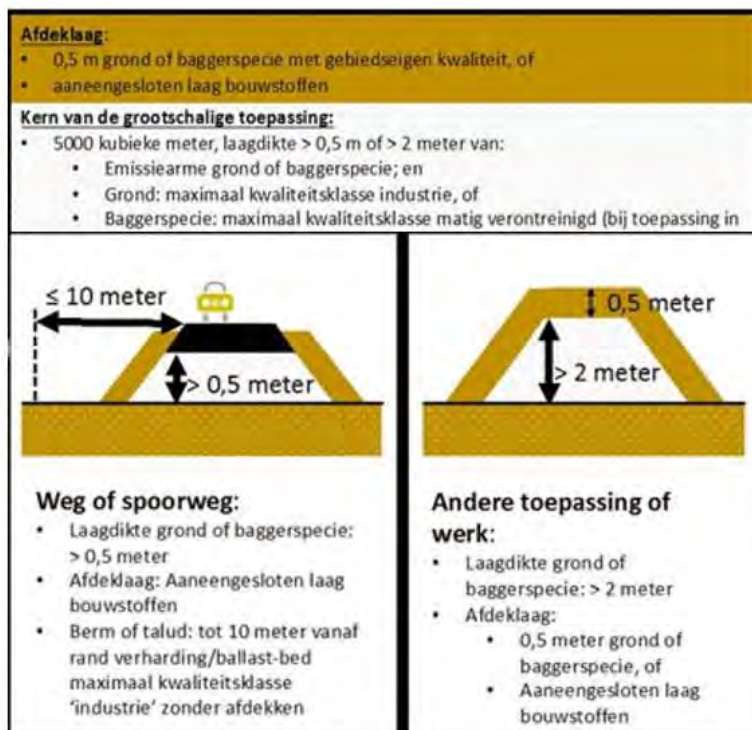 Afdeklaag:
• 0,5 m grond of baggerspecie met gebiedseigen kwaliteit, of
• aaneengesloten laag bouwstoffen
Kern van de grootschalige toepassing:
• 5000 kubieke meter, laagdikte > 0,5 m of > 2 meter van:
• Emissiearme grond of baggerspecie; en
• Grond: maximaal kwaliteitsklasse industrie, of
• Baggerspecie: maximaal kwaliteitsklasse matig verontreinigd (bij toepassing in
≤ 10 meter
> 0,5 meter
Weg of spoorweg:
• Laagdikte grond of baggerspecie:
> 0,5 meter
• Afdeklaag: Aaneengesloten laag
bouwstoffen
• Berm of talud: tot 10 meter vanaf
rand verharding/ballast-bed
maximaal kwaliteitsklasse
'industrie' zonder afdekken
0,5 meter
> 2 meter
Andere toepassing of
werk:
• Laagdikte grond of
baggerspecie: > 2 meter
• Afdeklaag:
• 0,5 meter grond of
baggerspecie, of
• Aaneengesloten laag
bouwstoffen